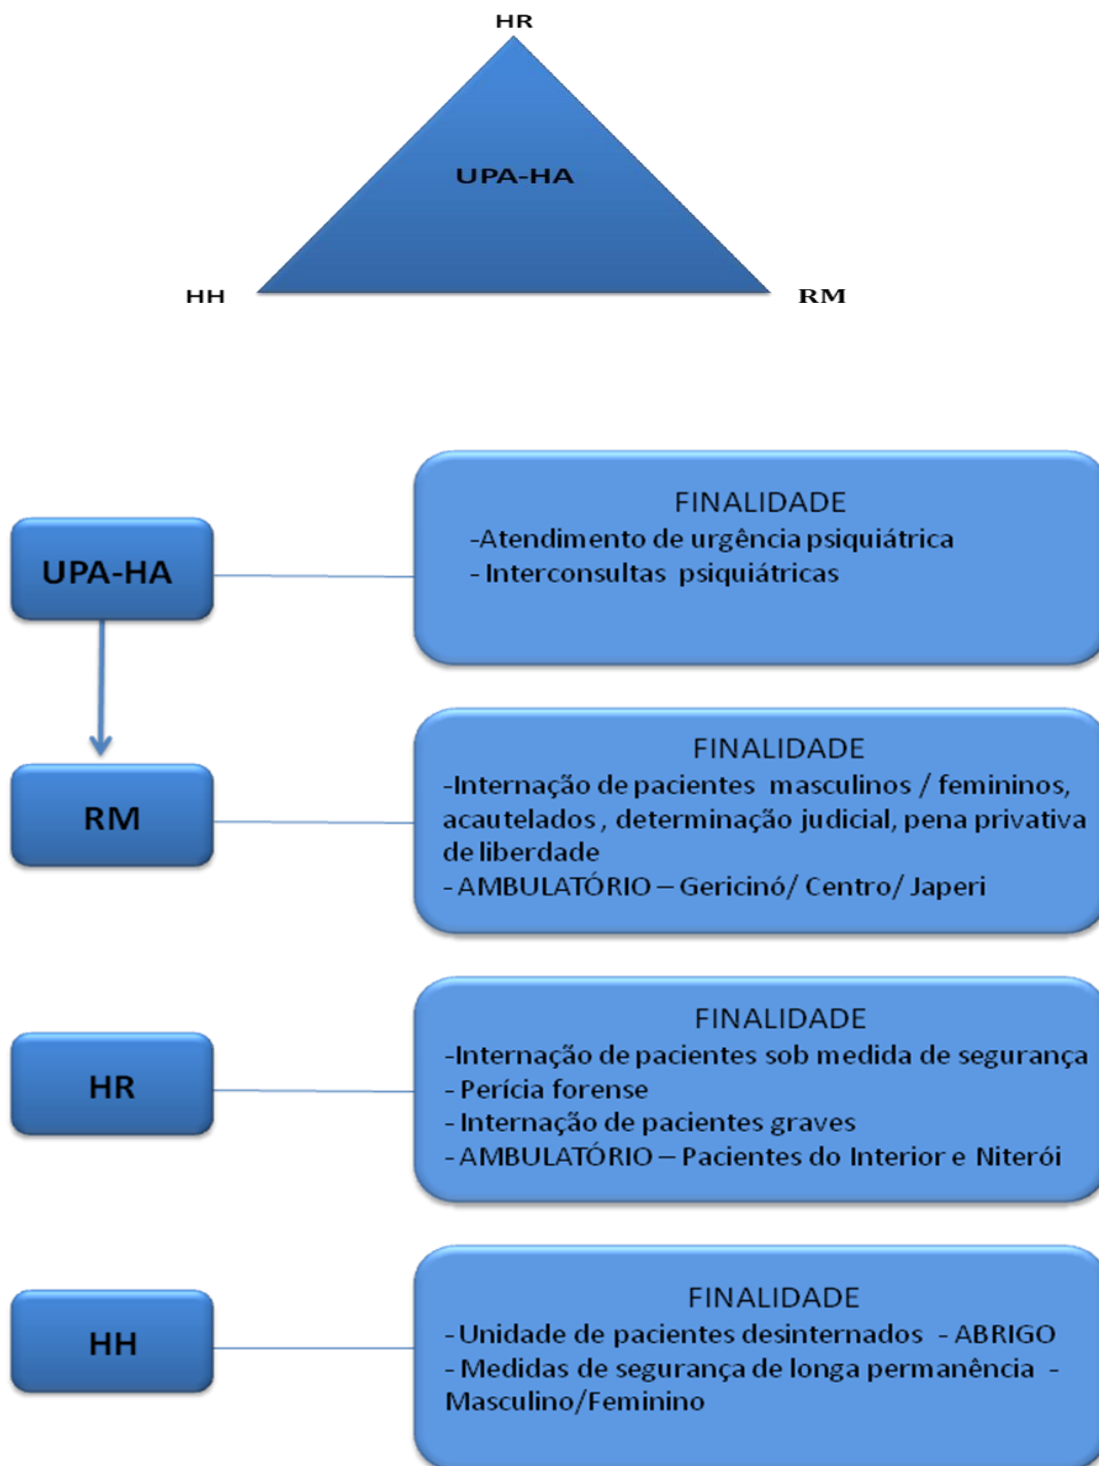 HR
UPA-HA
HH
RM
UPA-HA
FINALIDADE
-Atendimento de urgência psiquiátrica
- Interconsultas psiquiátricas
RM
FINALIDADE
-Internação de pacientes masculinos / femininos,
acautelados , determinação judicial, pena privativa
de liberdade
- AMBULATÓRIO – Gericinó/ Centro/ Japeri
HR
FINALIDADE
-Internação de pacientes sob medida de segurança
- Perícia forense
- Internação de pacientes graves
- AMBULATÓRIO – Pacientes do Interior e Niterói
HH
FINALIDADE
- Unidade de pacientes desinternados - ABRIGO
- Medidas de segurança de longa permanência -
Masculino/Feminino